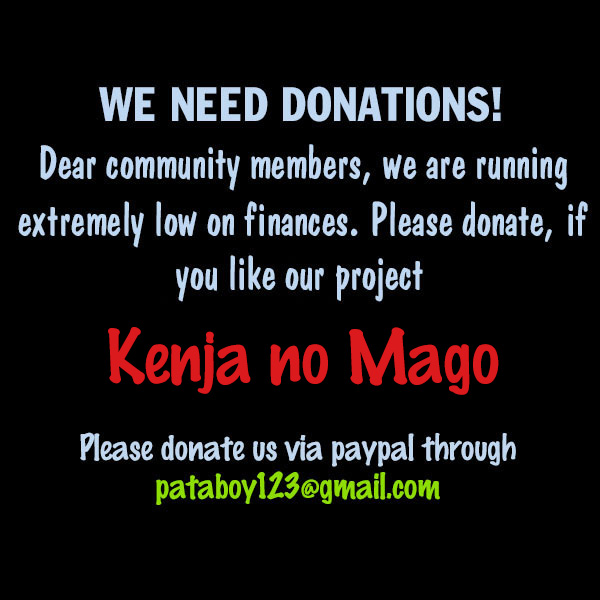 WE NEED DONATIONS!
Dear community members, we are running
extremely low on finances. Please donate, if
you like our project
Kenja no Mago
Please donate us via paypal through
pataboy123@gmail.com